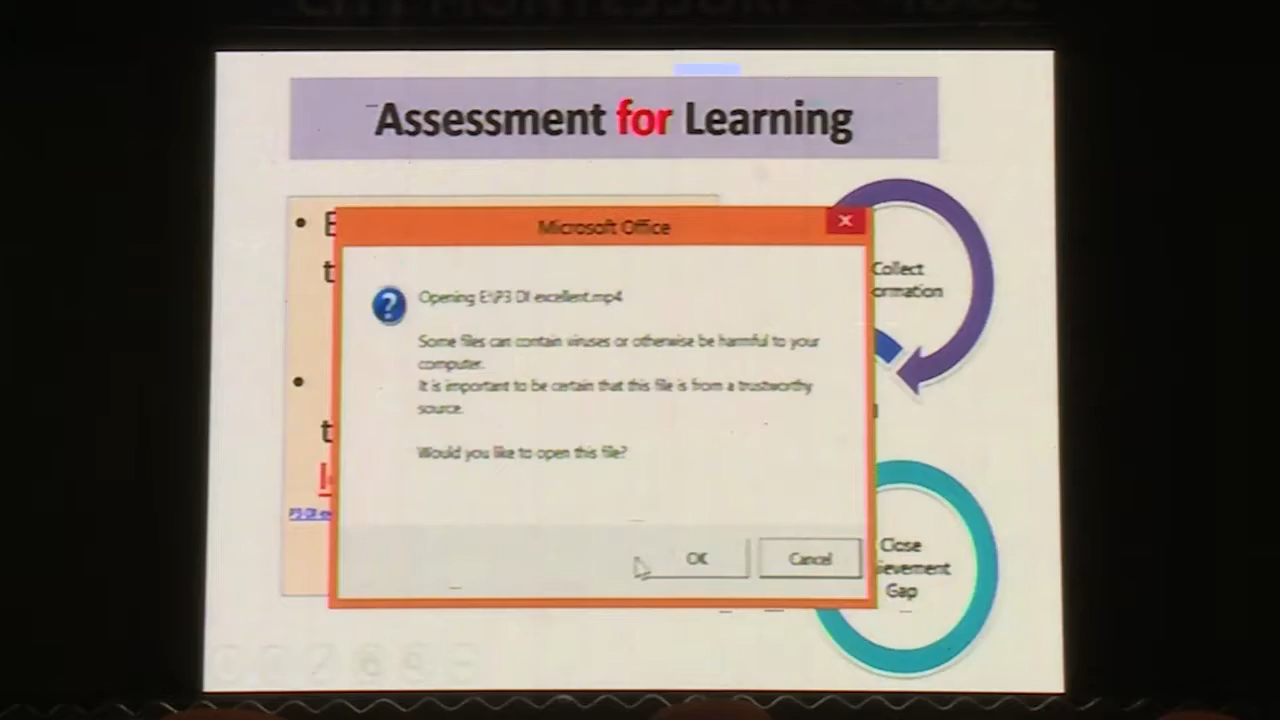 Assessment for Learning
Microsoft Office
Opening E:\P3 DI excellent.mp4
Some files can contain viruses or otherwise be harmful to your
computer.
It is important to be certain that this file is from a trustworthy
source.
Would you like to open this file?
OK
Cancel
Collect
Close
Gap